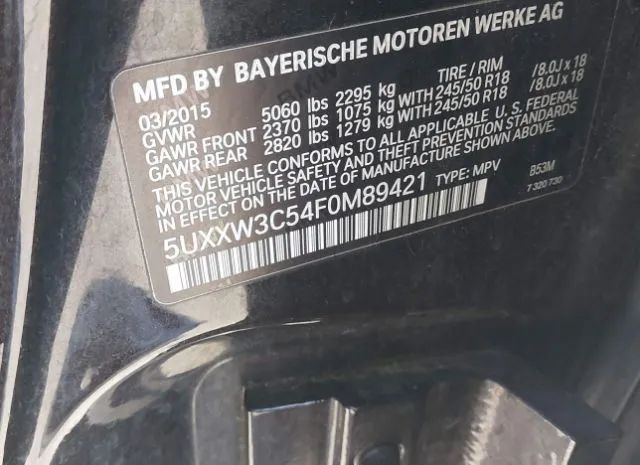 MFD BY BAYERISCHE MOTOREN WERKE AG
03/2015 TIRE / RIM
GVWR 5060 lbs 2295 kg
GAWR FRONT 2370 lbs 1075 kg WITH 245/50 R18 /8.0J x 18
GAWR REAR 2820 lbs 1279 kg WITH 245/50 R18 /8.0J x 18
THIS VEHICLE CONFORMS TO ALL APPLICABLE U. S. FEDERAL
MOTOR VEHICLE SAFETY AND THEFT PREVENTION STANDARDS
IN EFFECT ON THE DATE OF MANUFACTURE SHOWN ABOVE.
5UXXW3C54F0M89421 TYPE: MPV B53M
7 320 730